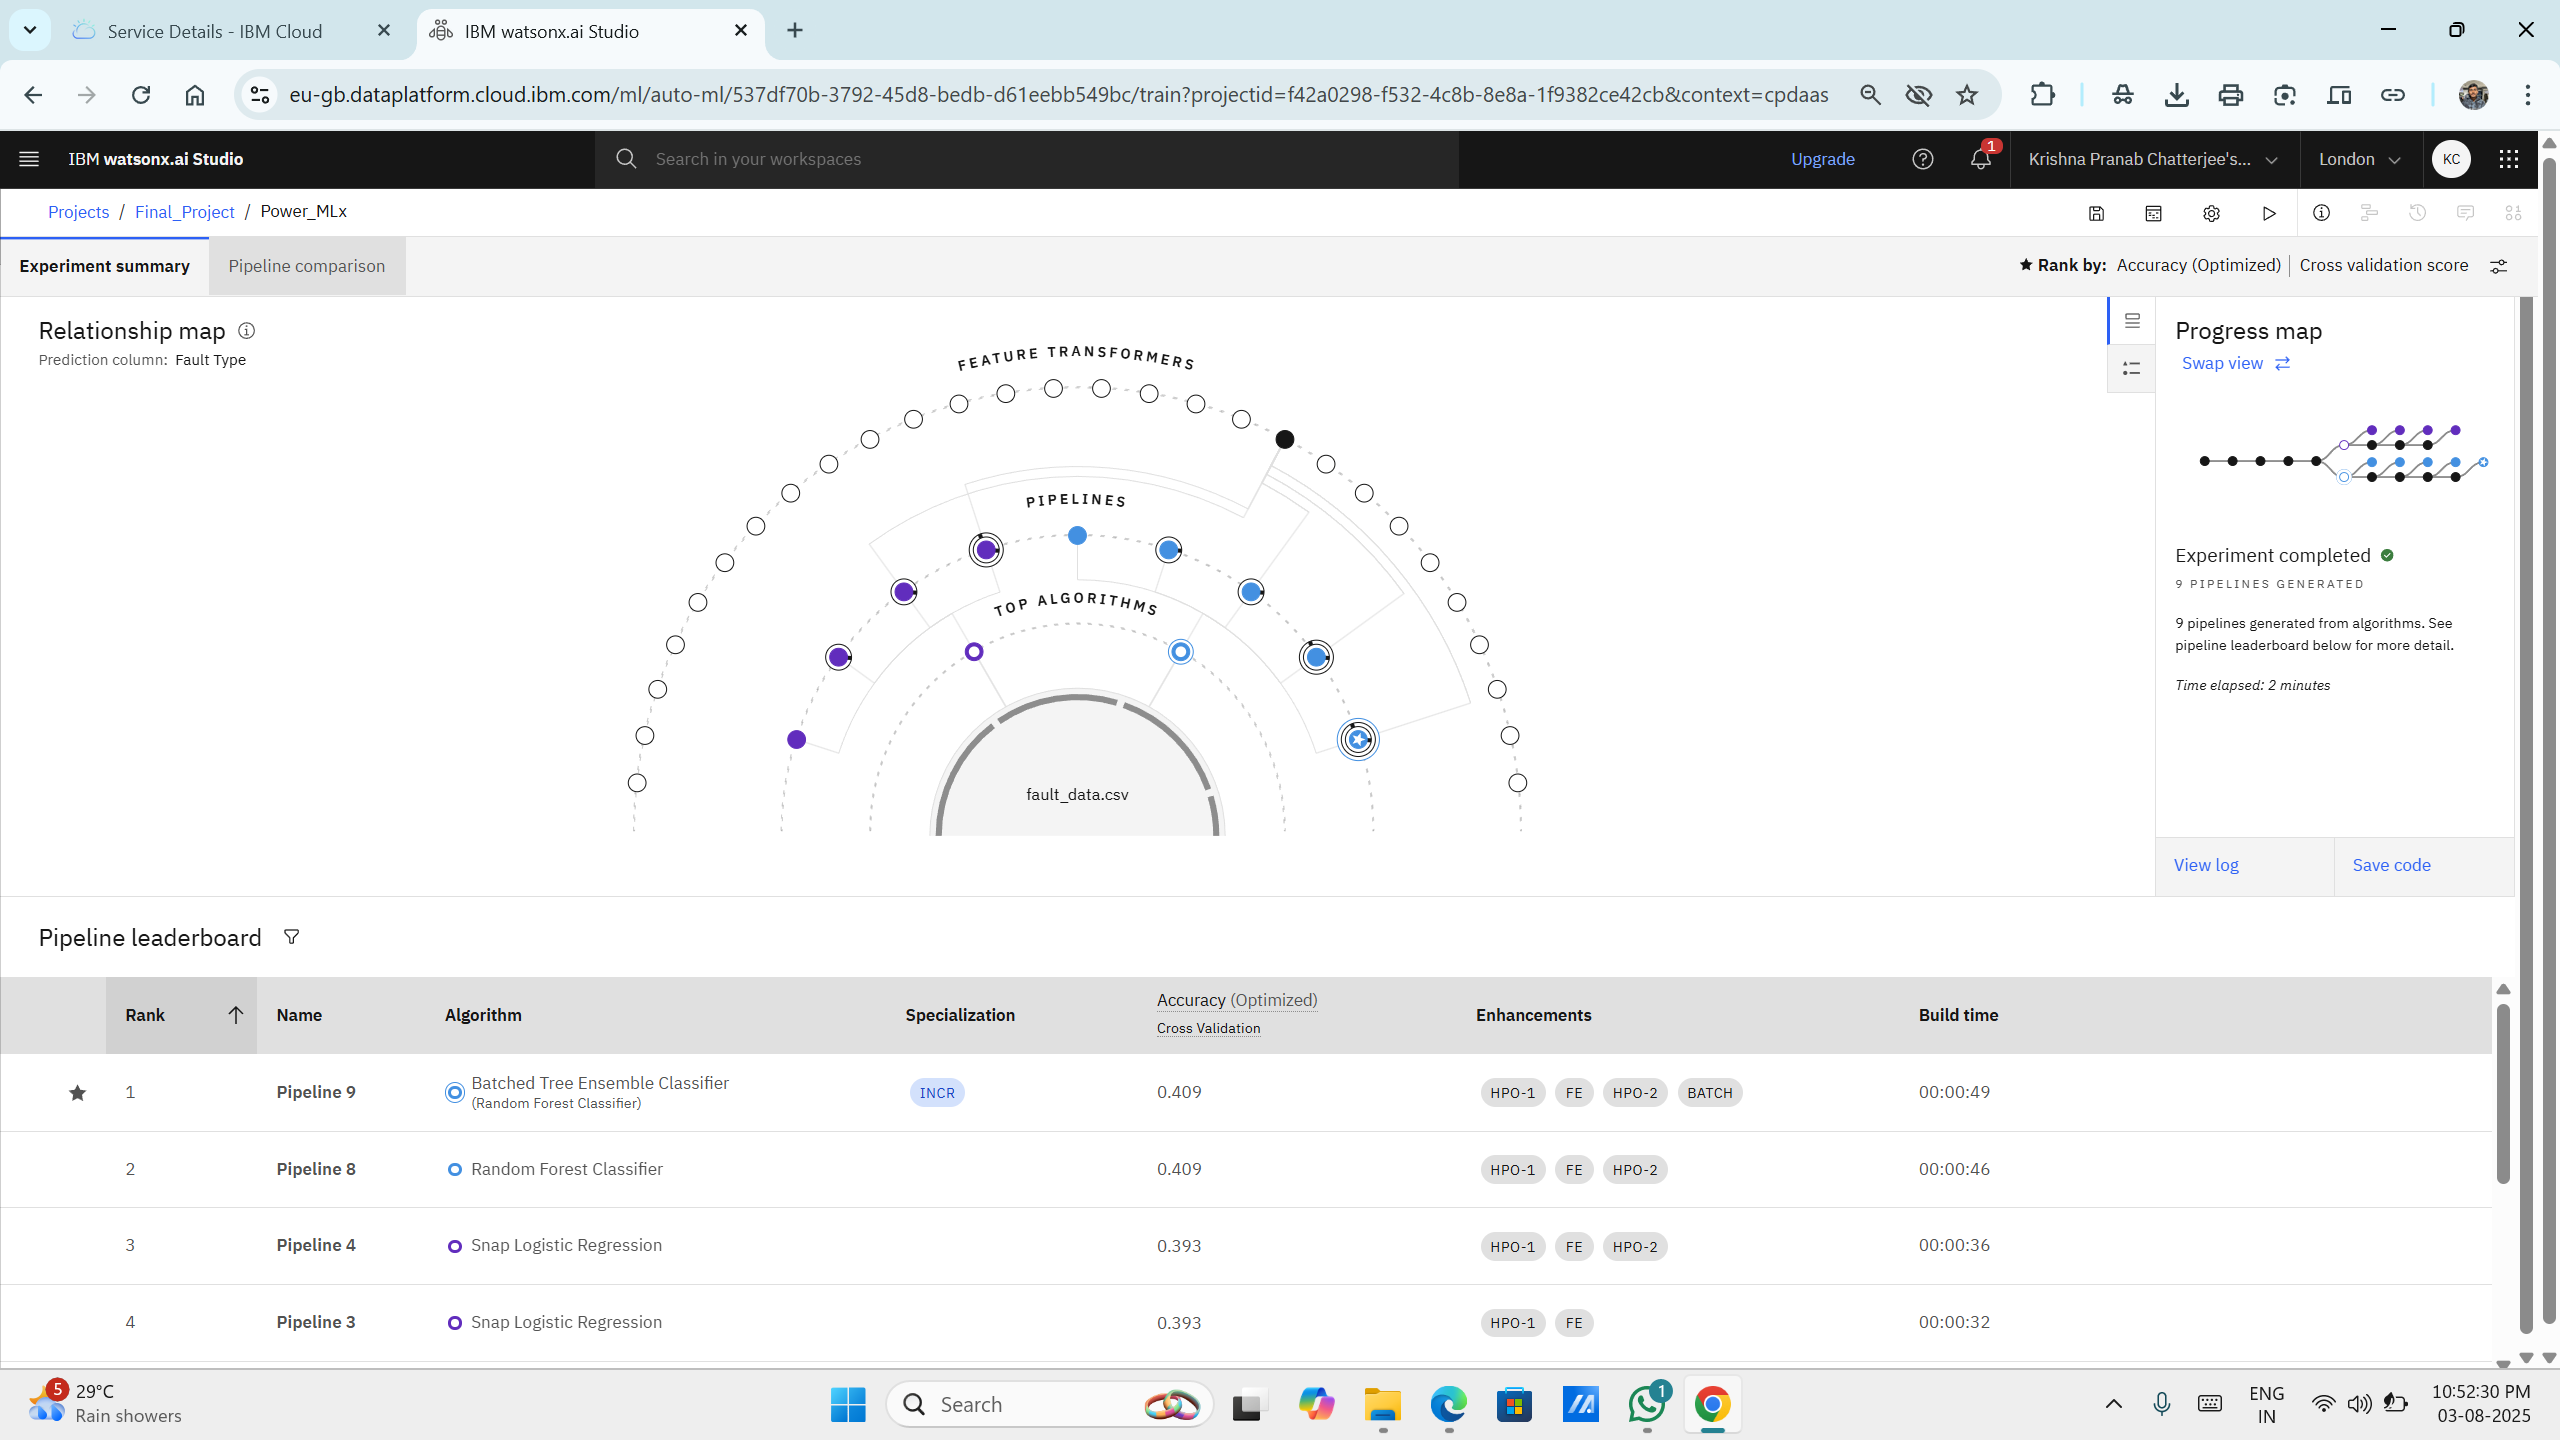 Service Details - IBM Cloud
IBM watsonx.ai Studio
eu-gb.dataplatform.cloud.ibm.com/ml/auto-ml/537df70b-3792-45d8-bedb-d61eebb549bc/train?projectid=f42a0298-f532-4c8b-8e8a-1f9382ce42cb&context=cpdaas
IBM watsonx.ai Studio
Search in your workspaces
Upgrade
1
Krishna Pranab Chatterjee's...
London
KC
Projects / Final_Project / Power_MLx
Experiment summary
Pipeline comparison
Rank by: Accuracy (Optimized) | Cross validation score
Relationship map
Prediction column: Fault Type
FEATURE TRANSFORMERS
PIPELINES
TOP ALGORITHMS
fault_data.csv
Progress map
Swap view
Experiment completed
9 PIPELINES GENERATED
9 pipelines generated from algorithms. See
pipeline leaderboard below for more detail.
Time elapsed: 2 minutes
View log
Save code
Pipeline leaderboard
Rank Name Algorithm Specialization Accuracy (Optimized) Enhancements Build time
Cross Validation
1 Pipeline 9 Batched Tree Ensemble Classifier INCR 0.409 HPO-1 FE HPO-2 BATCH 00:00:49
(Random Forest Classifier)
2 Pipeline 8 Random Forest Classifier 0.409 HPO-1 FE HPO-2 00:00:46
3 Pipeline 4 Snap Logistic Regression 0.393 HPO-1 FE HPO-2 00:00:36
4 Pipeline 3 Snap Logistic Regression 0.393 HPO-1 FE 00:00:32
5
29°C
Rain showers
Search
1
ENG
IN
10:52:30 PM
03-08-2025